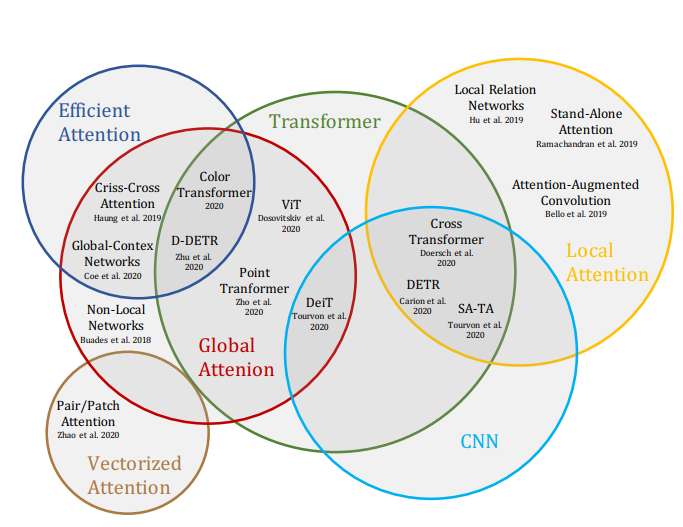 Efficient
Attention
Transformer
Local Relation
Networks
Hu et al. 2019
Stand-Alone
Attention
Ramachandran et al. 2019
Color
Transformer
2020
Criss-Cross
Attention
Haung et al. 2019
ViT
Dosovitskiv et al.
2020
Attention-Augmented
Convolution
Bello et al. 2019
Global-Contex
Networks
Coe et al. 2020
D-DETR
Zhu et al.
2020
Cross
Transformer
Doersch et al.
2020
Local
Attention
Point
Tranformer
Zho et al.
2020
DETR
Carion et al.
2020
Non-Local
Networks
Buades et al. 2018
DeiT
Tourvon et al.
2020
SA-TA
Tourvon et al.
2020
Global
Attenion
Pair/Patch
Attention
Zhao et al. 2020
CNN
Vectorized
Attention